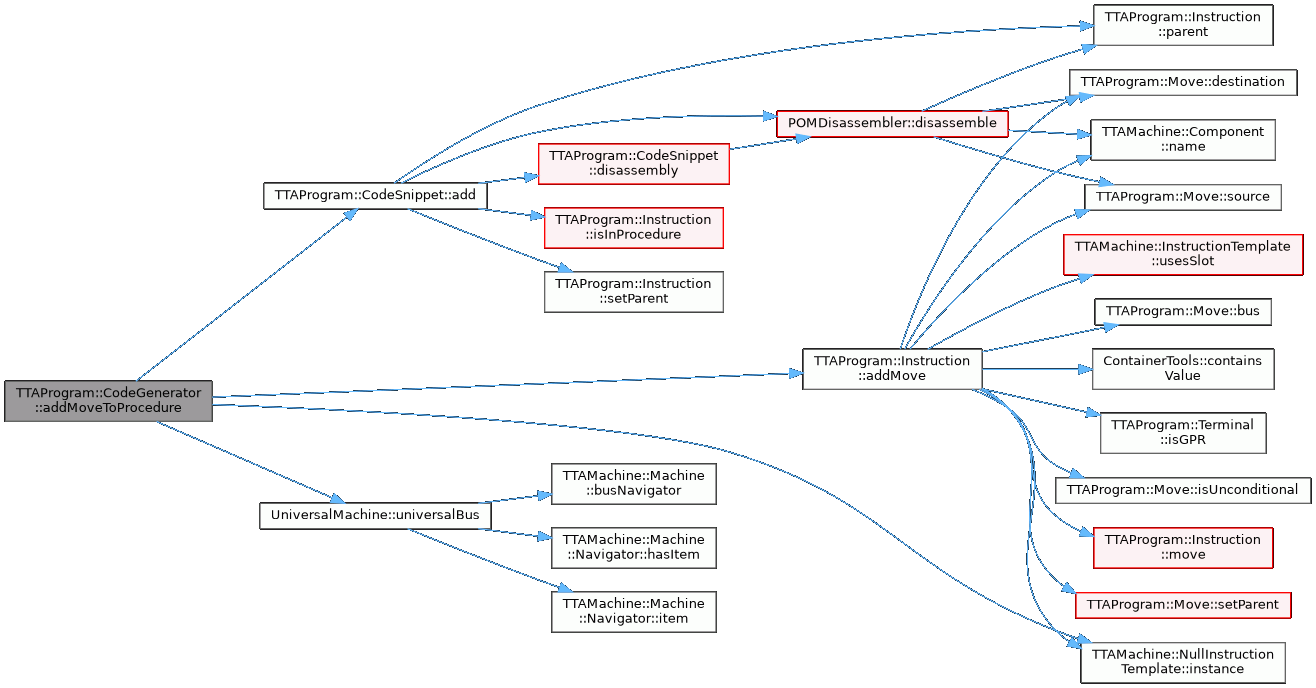 TTAProgram::CodeGenerator
::addMoveToProcedure
TTAProgram::CodeSnippet::add
UniversalMachine::universalBus
TTAProgram::CodeSnippet
::disassembly
TTAProgram::Instruction
::isInProcedure
TTAProgram::Instruction
::setParent
TTAMachine::Machine
::busNavigator
TTAMachine::Machine
::Navigator::hasItem
TTAMachine::Machine
::Navigator::item
POMDisassembler::disassemble
TTAProgram::Instruction
::addMove
TTAProgram::Instruction
::parent
TTAProgram::Move::destination
TTAMachine::Component
::name
TTAProgram::Move::source
TTAMachine::InstructionTemplate
::usesSlot
TTAProgram::Move::bus
ContainerTools::contains
Value
TTAProgram::Terminal
::isGPR
TTAProgram::Move::isUnconditional
TTAProgram::Instruction
::move
TTAProgram::Move::setParent
TTAMachine::NullInstruction
Template::instance